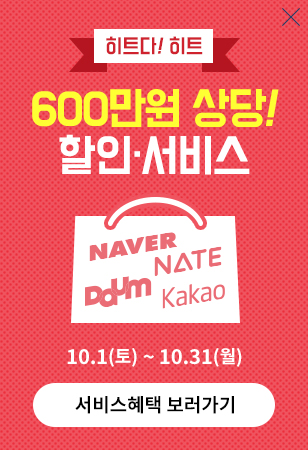 히트다! 히트
600만원 상당!
할인·서비스
NAVER
NATE
Daum
Kakao
10.1(토) ~ 10.31(월)
서비스혜택 보러가기